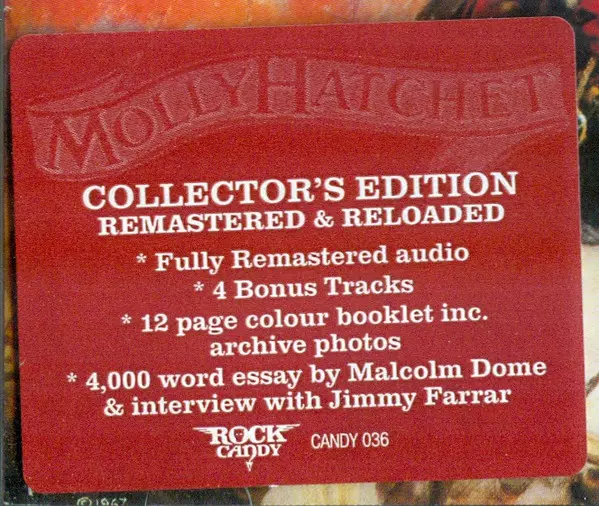 MOLLY HATCHET
COLLECTOR'S EDITION
REMASTERED & RELOADED
* Fully Remastered audio
* 4 Bonus Tracks
* 12 page colour booklet inc.
archive photos
* 4,000 word essay by Malcolm Dome
& interview with Jimmy Farrar
ROCK
CANDY
CANDY 036
© 1967